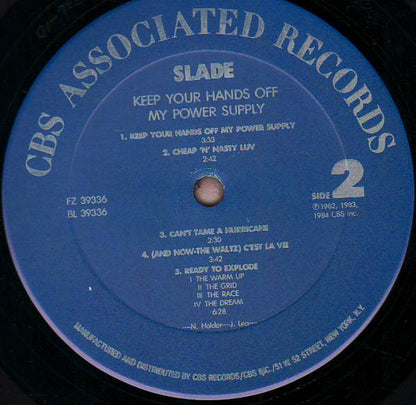 CBS ASSOCIATED RECORDS
SLADE
KEEP YOUR HANDS OFF
MY POWER SUPPLY
1. KEEP YOUR HANDS OFF MY POWER SUPPLY
3:33
2. CHEAP 'N' NASTY LUV
2:42
FZ 39336
BL 39336
SIDE 2
℗1982, 1983,
1984 CBS Inc.
3. CAN'T TAME A HURRICANE
2:30
4. (AND NOW-THE WALTZ) C'EST LA VIE
3:42
5. READY TO EXPLODE
I THE WARM UP
II THE GRID
III THE RACE
IV THE DREAM
6:28
—N. Holder—J. Lea—
MANUFACTURED AND DISTRIBUTED BY CBS RECORDS/CBS INC./51 W. 52 STREET, NEW YORK, N.Y.